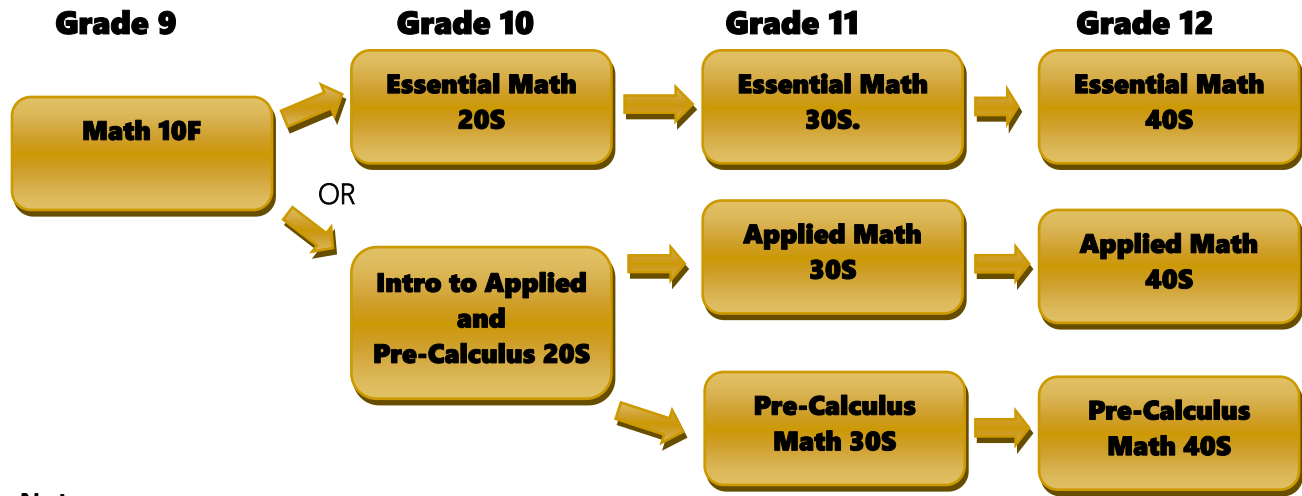 Grade 9
Grade 10
Grade 11
Grade 12
Math 10F
OR
Essential Math
20S
Intro to Applied
and
Pre-Calculus 20S
Essential Math
30S.
Applied Math
30S
Pre-Calculus
Math 30S
Essential Math
40S
Applied Math
40S
Pre-Calculus
Math 40S